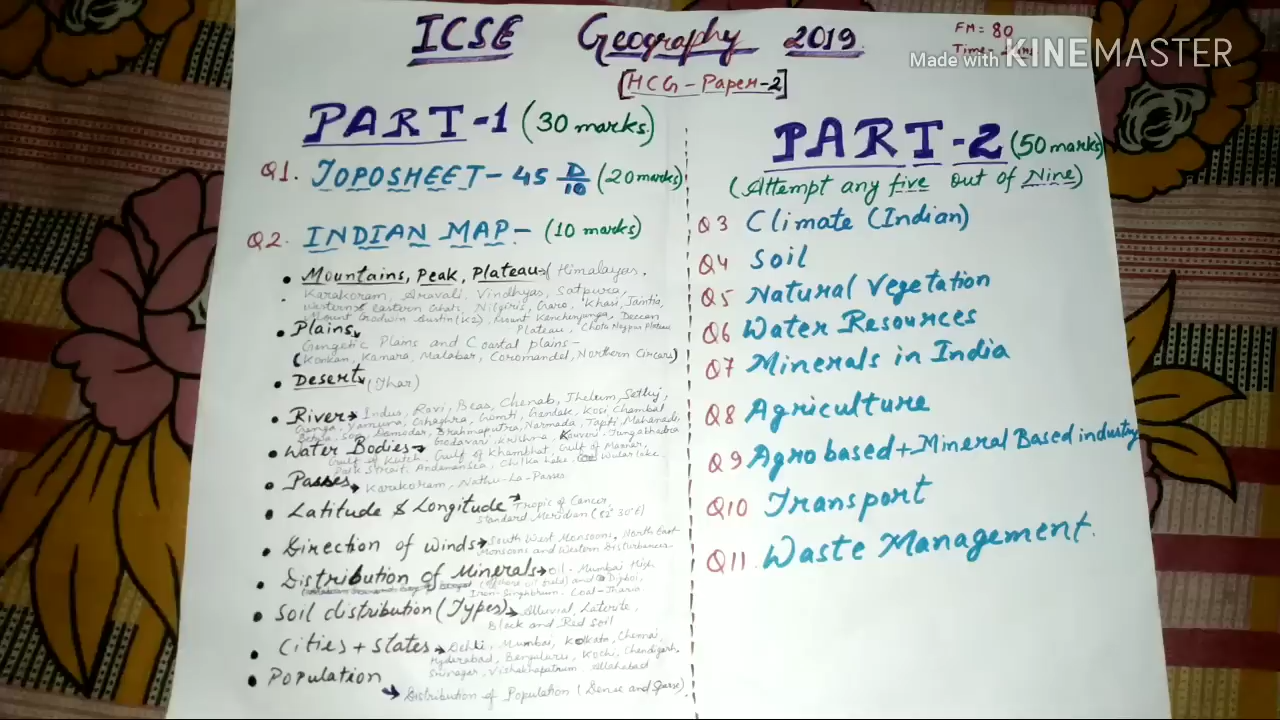 ICSE Geography 2019
FM = 80
Time -
Made with KINEMASTER
[HCG - Paper - 2]
PART-1 (30 marks)
Q1. TOPOSHEET - 45 D/10 (20 marks)
Q2. INDIAN MAP - (10 marks)
• Mountains, Peak, Plateau → (Himalayas,
Karakoram, Aravali, Vindhyas, Satpura,
Western & eastern Ghat, Nilgiris, Garo, Khasi, Jaintia,
Mount Godwin Austin (K2), Mount Kanchenjunga, Deccan
Plateau, Chota Nagpur Plateau
• Plains
Gangetic Plains and Coastal plains -
(Konkan, Kanara, Malabar, Coromandel, Northern Circars)
• Desert (Thar)
• River → Indus, Ravi, Beas, Chenab, Jhelum, Satluj,
Ganga, Yamuna, Ghaghra, Gomti, Gandak, Kosi Chambal
Betwa, Son, Damodar, Brahmaputra, Narmada, Tapti Mahanadi,
Godavari, Krishna, Kaveri, Tungabhadra
• Water Bodies →
Gulf of Kutch, Gulf of Khambhat, Gulf of Mannar,
Palk Strait, Andaman Sea, Chilka Lake, Wular lake
• Passes → Karakoram, Nathu-La-Passes
• Latitude & Longitude → Tropic of Cancer,
Standard Meridian (82° 30' E)
• Direction of winds → South West Monsoons, North East
Monsoons and Western Disturbances
• Distribution of Minerals → Oil - Mumbai High
(offshore oil field) and Digboi,
Iron - Singhbhum, Coal - Jharia
• Soil distribution (Types) → Alluvial, Laterite,
Black and Red Soil
• Cities + states → Delhi, Mumbai, Kolkata, Chennai,
Hyderabad, Bengaluru, Kochi, Chandigarh,
Srinagar, Vishakhapatnam, Allahabad
• Population
→ Distribution of Population (Dense and Sparse)
PART-2 (50 marks)
(Attempt any five out of Nine)
Q3 Climate (Indian)
Q4 Soil
Q5 Natural Vegetation
Q6 Water Resources
Q7 Minerals in India
Q8 Agriculture
Q9 Agro based + Mineral Based industry
Q10 Transport
Q11. Waste Management.